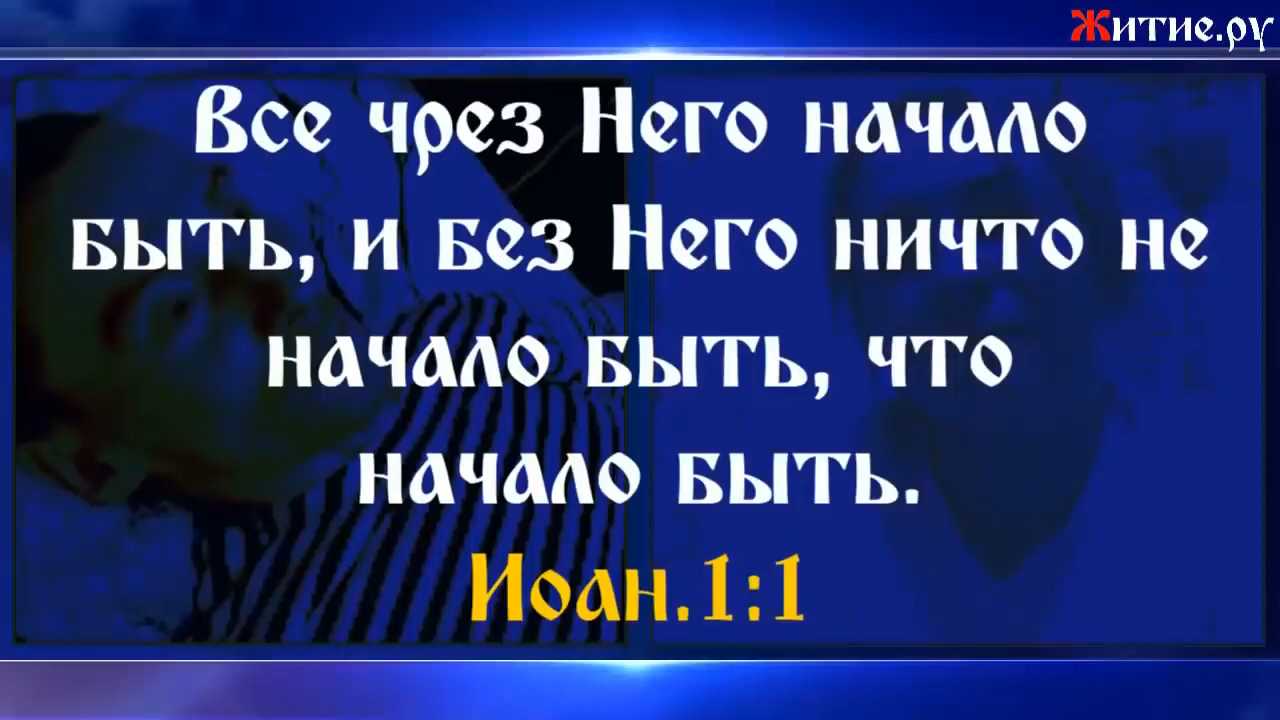 Житие.ру
Все чрез Него начало
быть, и без Него ничто не
начало быть, что
начало быть.
Иоан.1:1